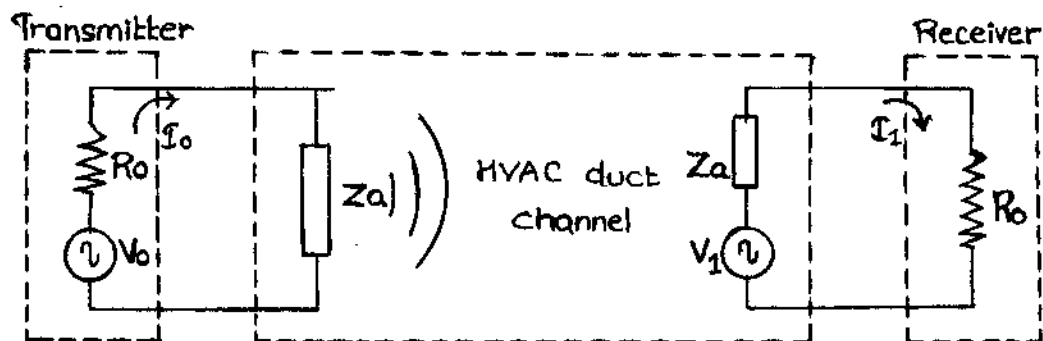 Transmitter
Receiver
I0
I1
R0
Za
HVAC duct
channel
Za
R0
V0
V1